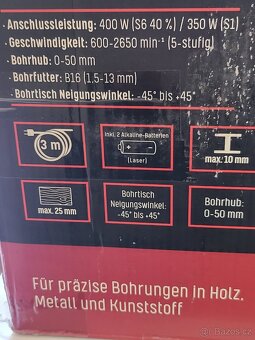 · Anschlussleistung: 400 W (S6 40 %) / 350 W (S1)
· Geschwindigkeit: 600-2650 min⁻¹ (5-stufig)
· Bohrhub: 0-50 mm
· Bohrfutter: B16 (1,5-13 mm)
· Bohrtisch Neigungswinkel: -45° bis +45°
3 m
Inkl. 2 Alkaline-Batterien
(Laser)
max. 10 mm
max. 25 mm
Bohrtisch
Neigungswinkel:
-45° bis +45°
Bohrhub:
0-50 mm
Für präzise Bohrungen in Holz,
Metall und Kunststoff
Sbazos.cz